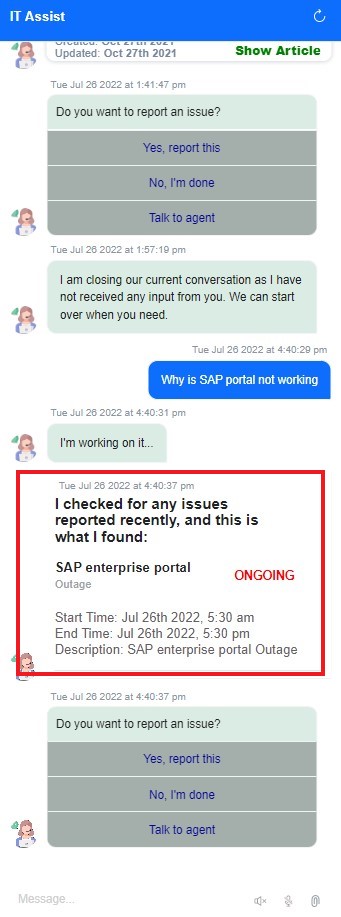 IT Assist
Created: Oct 21th 2021
Updated: Oct 27th 2021
Show Article
Tue Jul 26 2022 at 1:41:47 pm
Do you want to report an issue?
Yes, report this
No, I'm done
Talk to agent
Tue Jul 26 2022 at 1:57:19 pm
I am closing our current conversation as I have
not received any input from you. We can start
over when you need.
Tue Jul 26 2022 at 4:40:29 pm
Why is SAP portal not working
Tue Jul 26 2022 at 4:40:31 pm
I'm working on it...
Tue Jul 26 2022 at 4:40:37 pm
I checked for any issues
reported recently, and this is
what I found:
SAP enterprise portal
ONGOING
Outage
Start Time: Jul 26th 2022, 5:30 am
End Time: Jul 26th 2022, 5:30 pm
Description: SAP enterprise portal Outage
Tue Jul 26 2022 at 4:40:37 pm
Do you want to report an issue?
Yes, report this
No, I'm done
Talk to agent
Message...